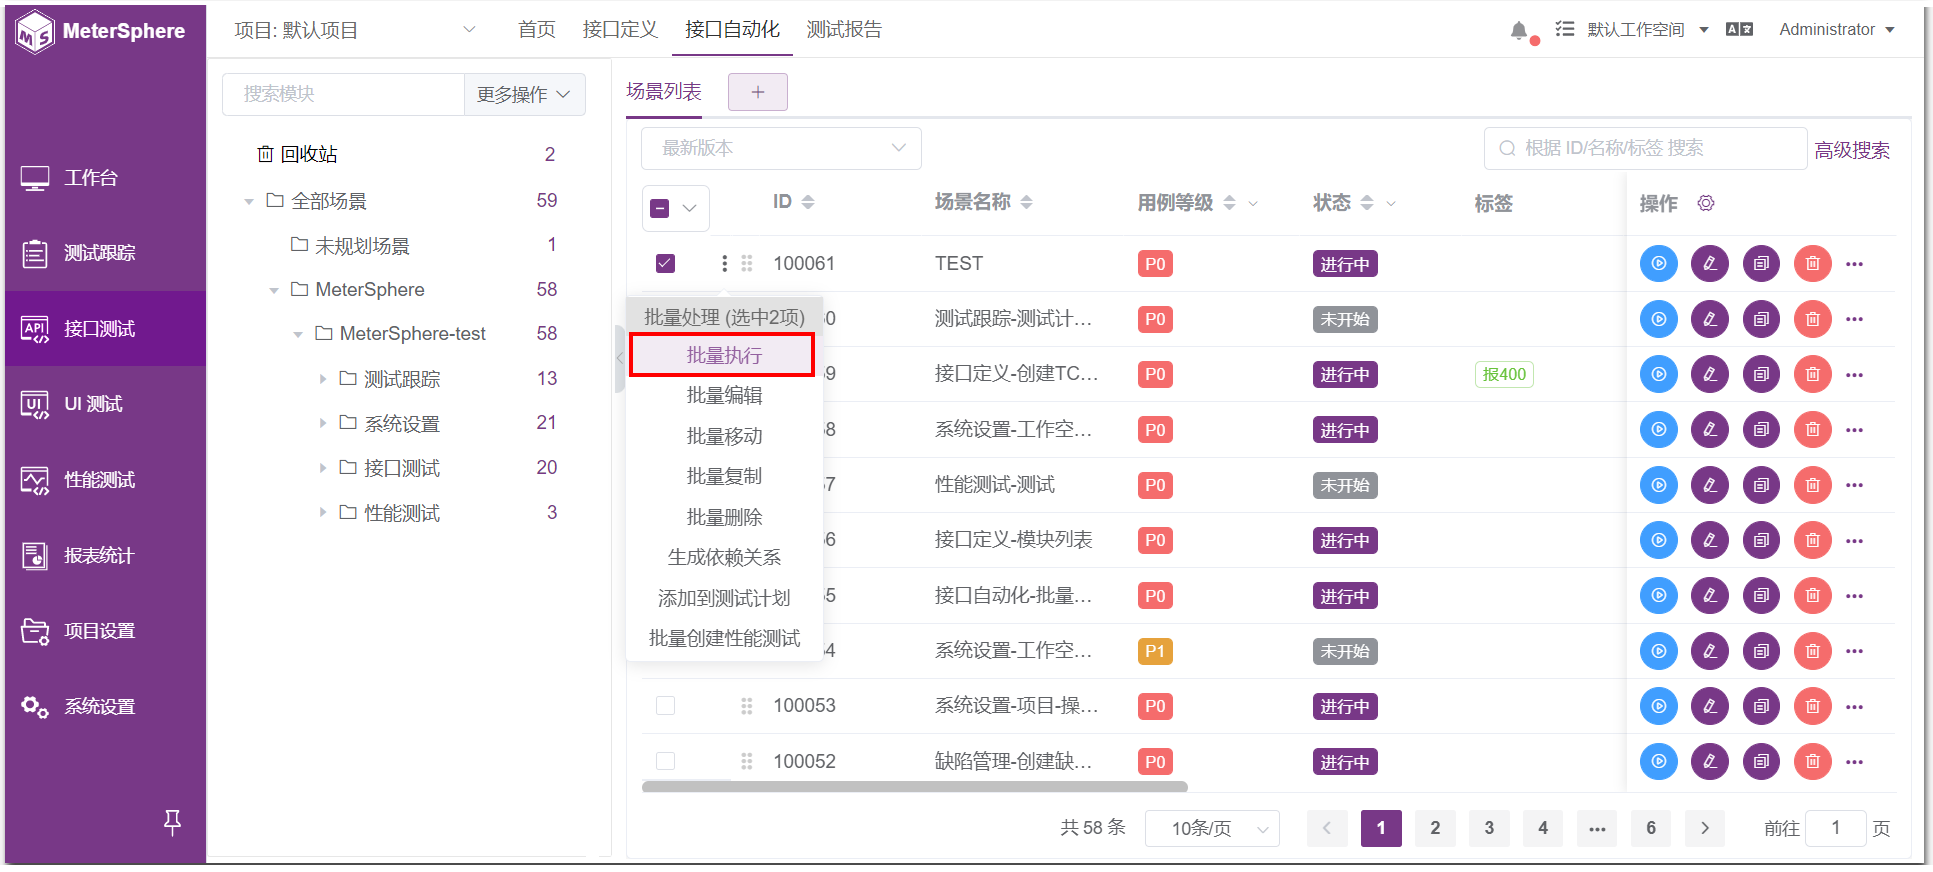 MeterSphere
项目: 默认项目
首页
接口定义
接口自动化
测试报告
默认工作空间
Administrator
工作台
测试跟踪
接口测试
UI 测试
性能测试
报表统计
项目设置
系统设置
搜索模块
更多操作
回收站 2
全部场景 59
未规划场景 1
MeterSphere 58
MeterSphere-test 58
测试跟踪 13
系统设置 21
接口测试 20
性能测试 3
场景列表
+
最新版本
根据 ID/名称/标签 搜索
高级搜索
ID 场景名称 用例等级 状态 标签 操作
100061 TEST P0 进行中
0 测试跟踪-测试计... P0 未开始
9 接口定义-创建TC... P0 进行中 报400
8 系统设置-工作空... P0 进行中
7 性能测试-测试 P0 未开始
6 接口定义-模块列表 P0 进行中
5 接口自动化-批量... P0 进行中
4 系统设置-工作空... P1 未开始
100053 系统设置-项目-操... P0 进行中
100052 缺陷管理-创建缺... P0 进行中
批量处理 (选中2项)
批量执行
批量编辑
批量移动
批量复制
批量删除
生成依赖关系
添加到测试计划
批量创建性能测试
共 58 条
10条/页
1 2 3 4 ... 6
前往 1 页